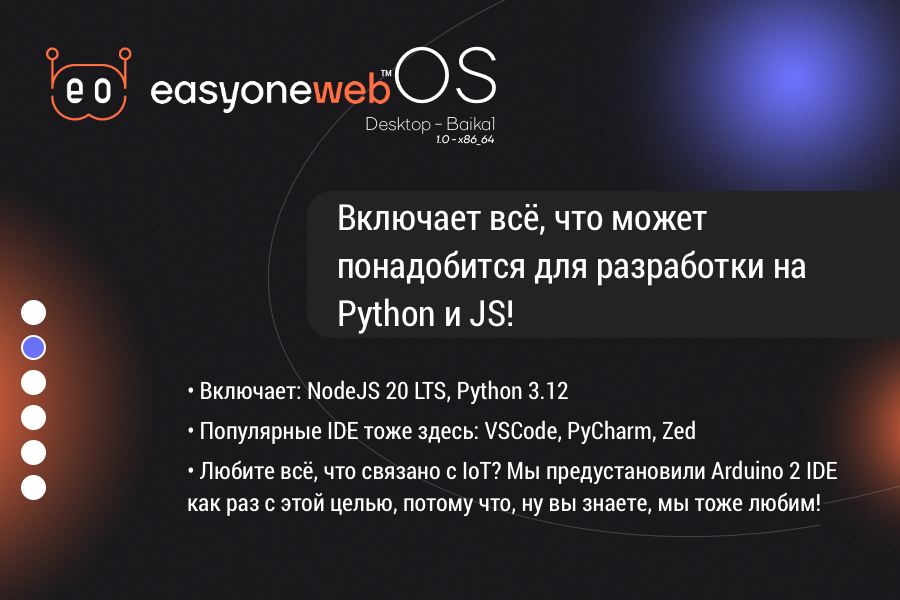 eo easyoneweb™ OS
Desktop - Baikal
1.0 - x86_64
Включает всё, что может
понадобится для разработки на
Python и JS!
• Включает: NodeJS 20 LTS, Python 3.12
• Популярные IDE тоже здесь: VSCode, PyCharm, Zed
• Любите всё, что связано с IoT? Мы предустановили Arduino 2 IDE
как раз с этой целью, потому что, ну вы знаете, мы тоже любим!